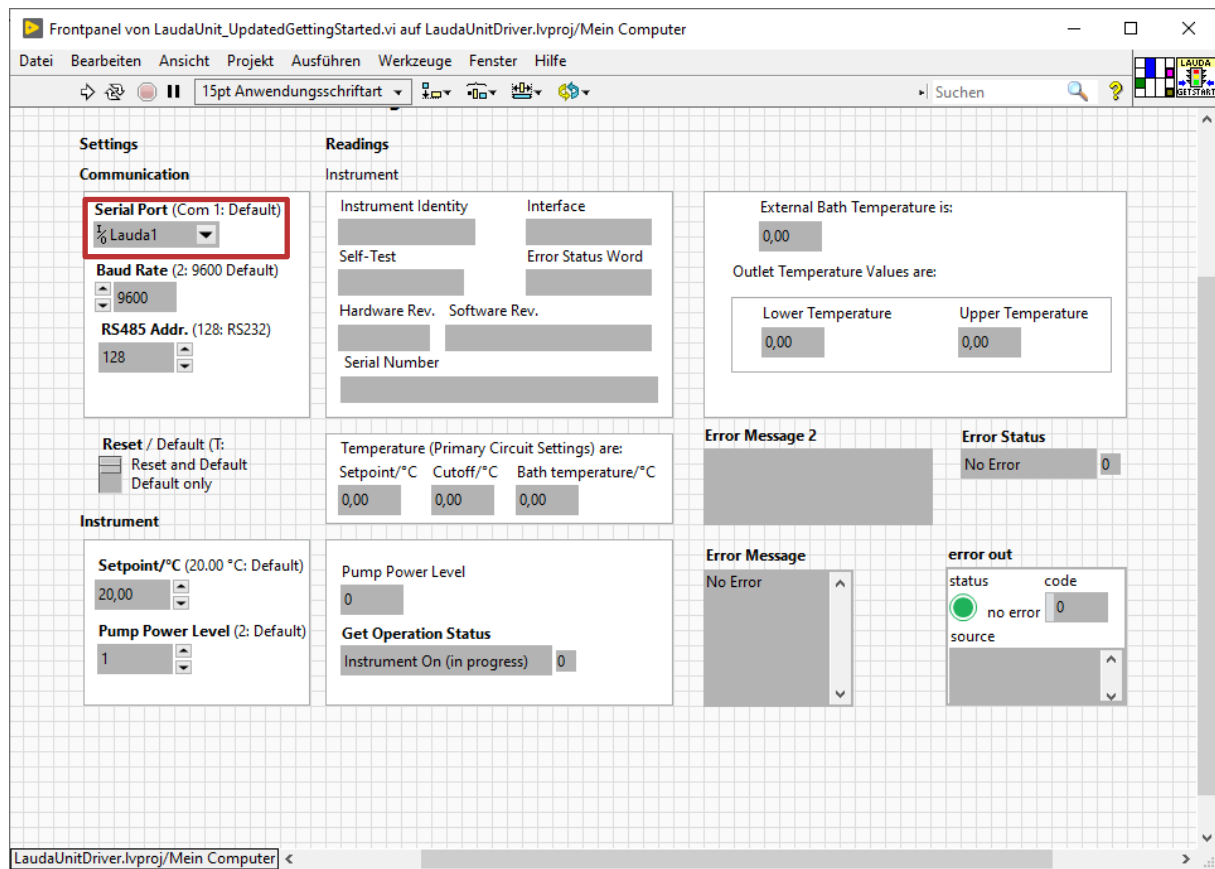 Frontpanel von LaudaUnit_UpdatedGettingStarted.vi auf LaudaUnitDriver.lvproj/Mein Computer
Datei Bearbeiten Ansicht Projekt Ausführen Werkzeuge Fenster Hilfe
LAUDA
GETSTART
15pt Anwendungsschriftart
Suchen
Settings
Communication
Serial Port (Com 1: Default)
Lauda1
Baud Rate (2: 9600 Default)
9600
RS485 Addr. (128: RS232)
128
Reset / Default (T:
Reset and Default
Default only
Instrument
Setpoint/°C (20.00 °C: Default)
20,00
Pump Power Level (2: Default)
1
Readings
Instrument
Instrument Identity Interface
Self-Test Error Status Word
Hardware Rev. Software Rev.
Serial Number
Temperature (Primary Circuit Settings) are:
Setpoint/°C Cutoff/°C Bath temperature/°C
0,00 0,00 0,00
Pump Power Level
0
Get Operation Status
Instrument On (in progress) 0
External Bath Temperature is:
0,00
Outlet Temperature Values are:
Lower Temperature Upper Temperature
0,00 0,00
Error Message 2
Error Status
No Error 0
Error Message
No Error
error out
status code
no error 0
source
LaudaUnitDriver.lvproj/Mein Computer